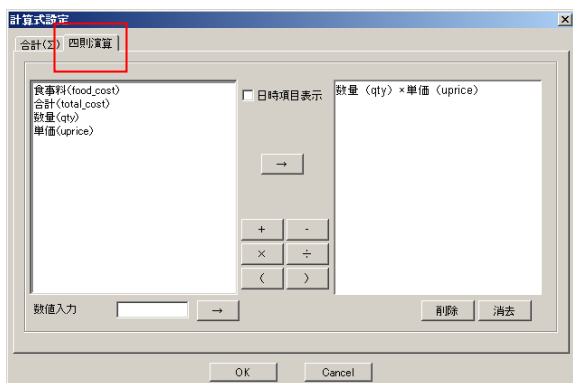 計算式設定
合計(Σ) 四則演算
食事料(food_cost)
合計(total_cost)
数量(qty)
単価(uprice)
日時項目表示
数量 (qty) ×単価 (uprice)
→
+ -
× ÷
( )
数値入力 →
削除 消去
OK Cancel